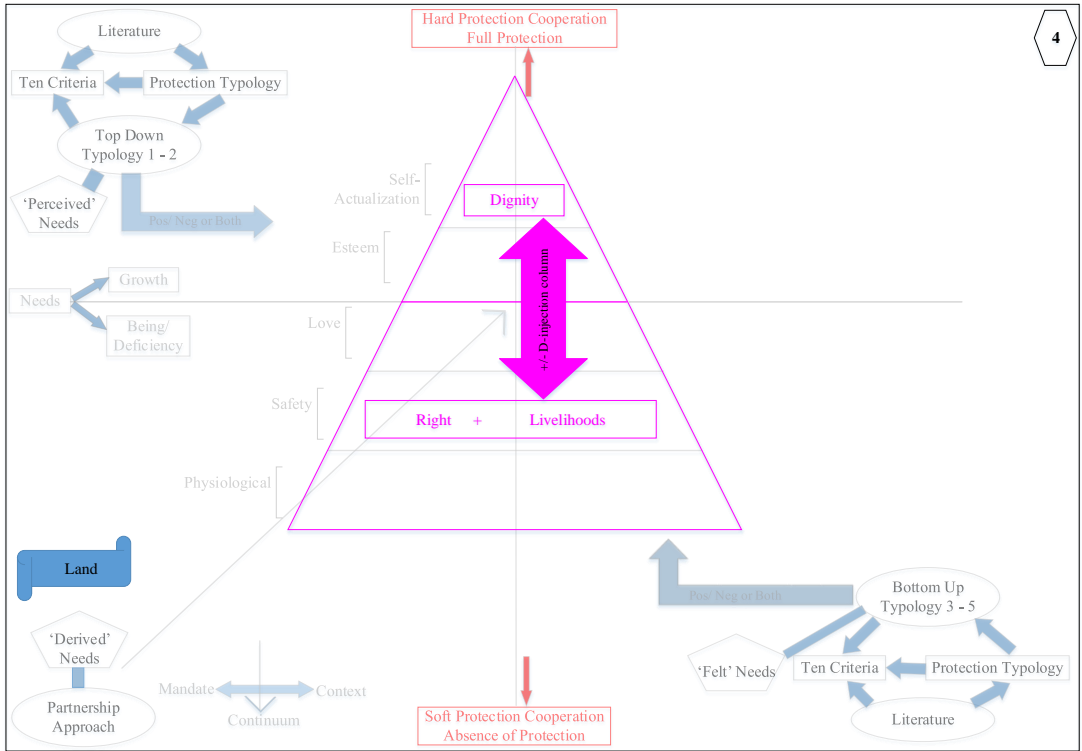 Hard Protection Cooperation
Full Protection
4
Literature
Ten Criteria
Protection Typology
Top Down
Typology 1 - 2
'Perceived'
Needs
Pos/ Neg or Both
Self-
Actualization
Dignity
Esteem
+/- D-injection column
Needs
Growth
Being/
Deficiency
Love
Safety
Right + Livelihoods
Physiological
Land
'Derived'
Needs
Partnership
Approach
Mandate
Context
Continuum
Soft Protection Cooperation
Absence of Protection
Pos/ Neg or Both
Bottom Up
Typology 3 - 5
'Felt' Needs
Ten Criteria
Protection Typology
Literature